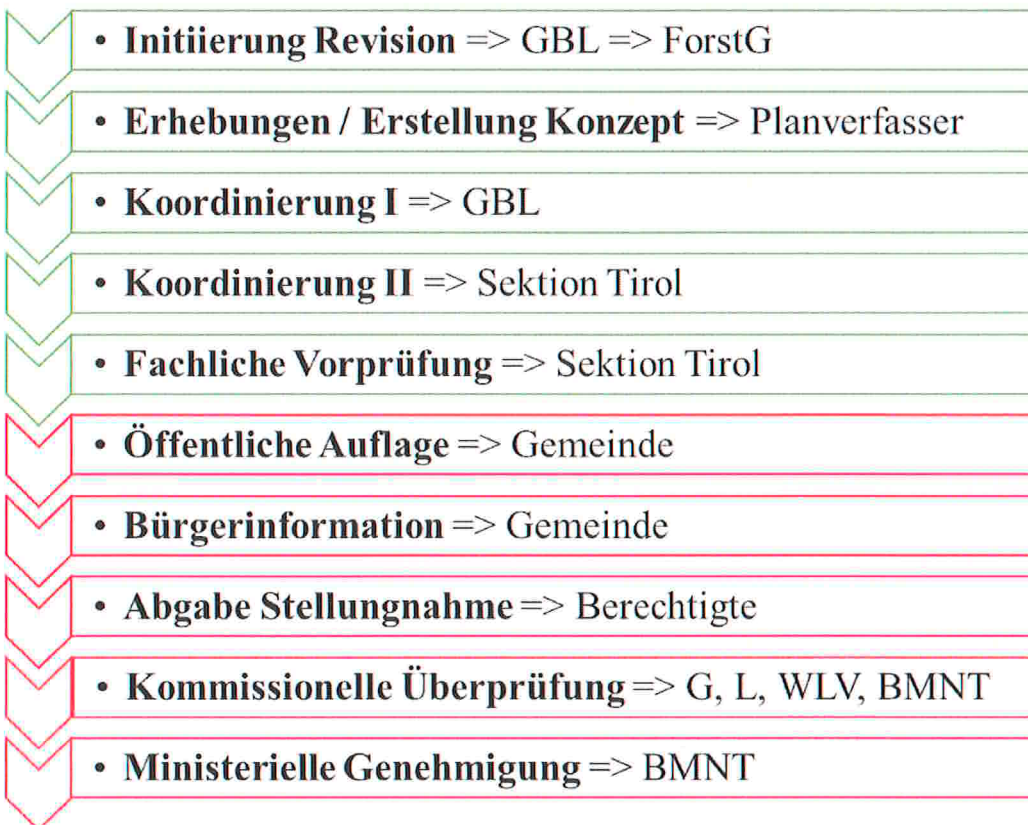 • Initiierung Revision => GBL => ForstG
• Erhebungen / Erstellung Konzept => Planverfasser
• Koordinierung I => GBL
• Koordinierung II => Sektion Tirol
• Fachliche Vorprüfung => Sektion Tirol
• Öffentliche Auflage => Gemeinde
• Bürgerinformation => Gemeinde
• Abgabe Stellungnahme => Berechtigte
• Kommissionelle Überprüfung => G, L, WLV, BMNT
• Ministerielle Genehmigung => BMNT